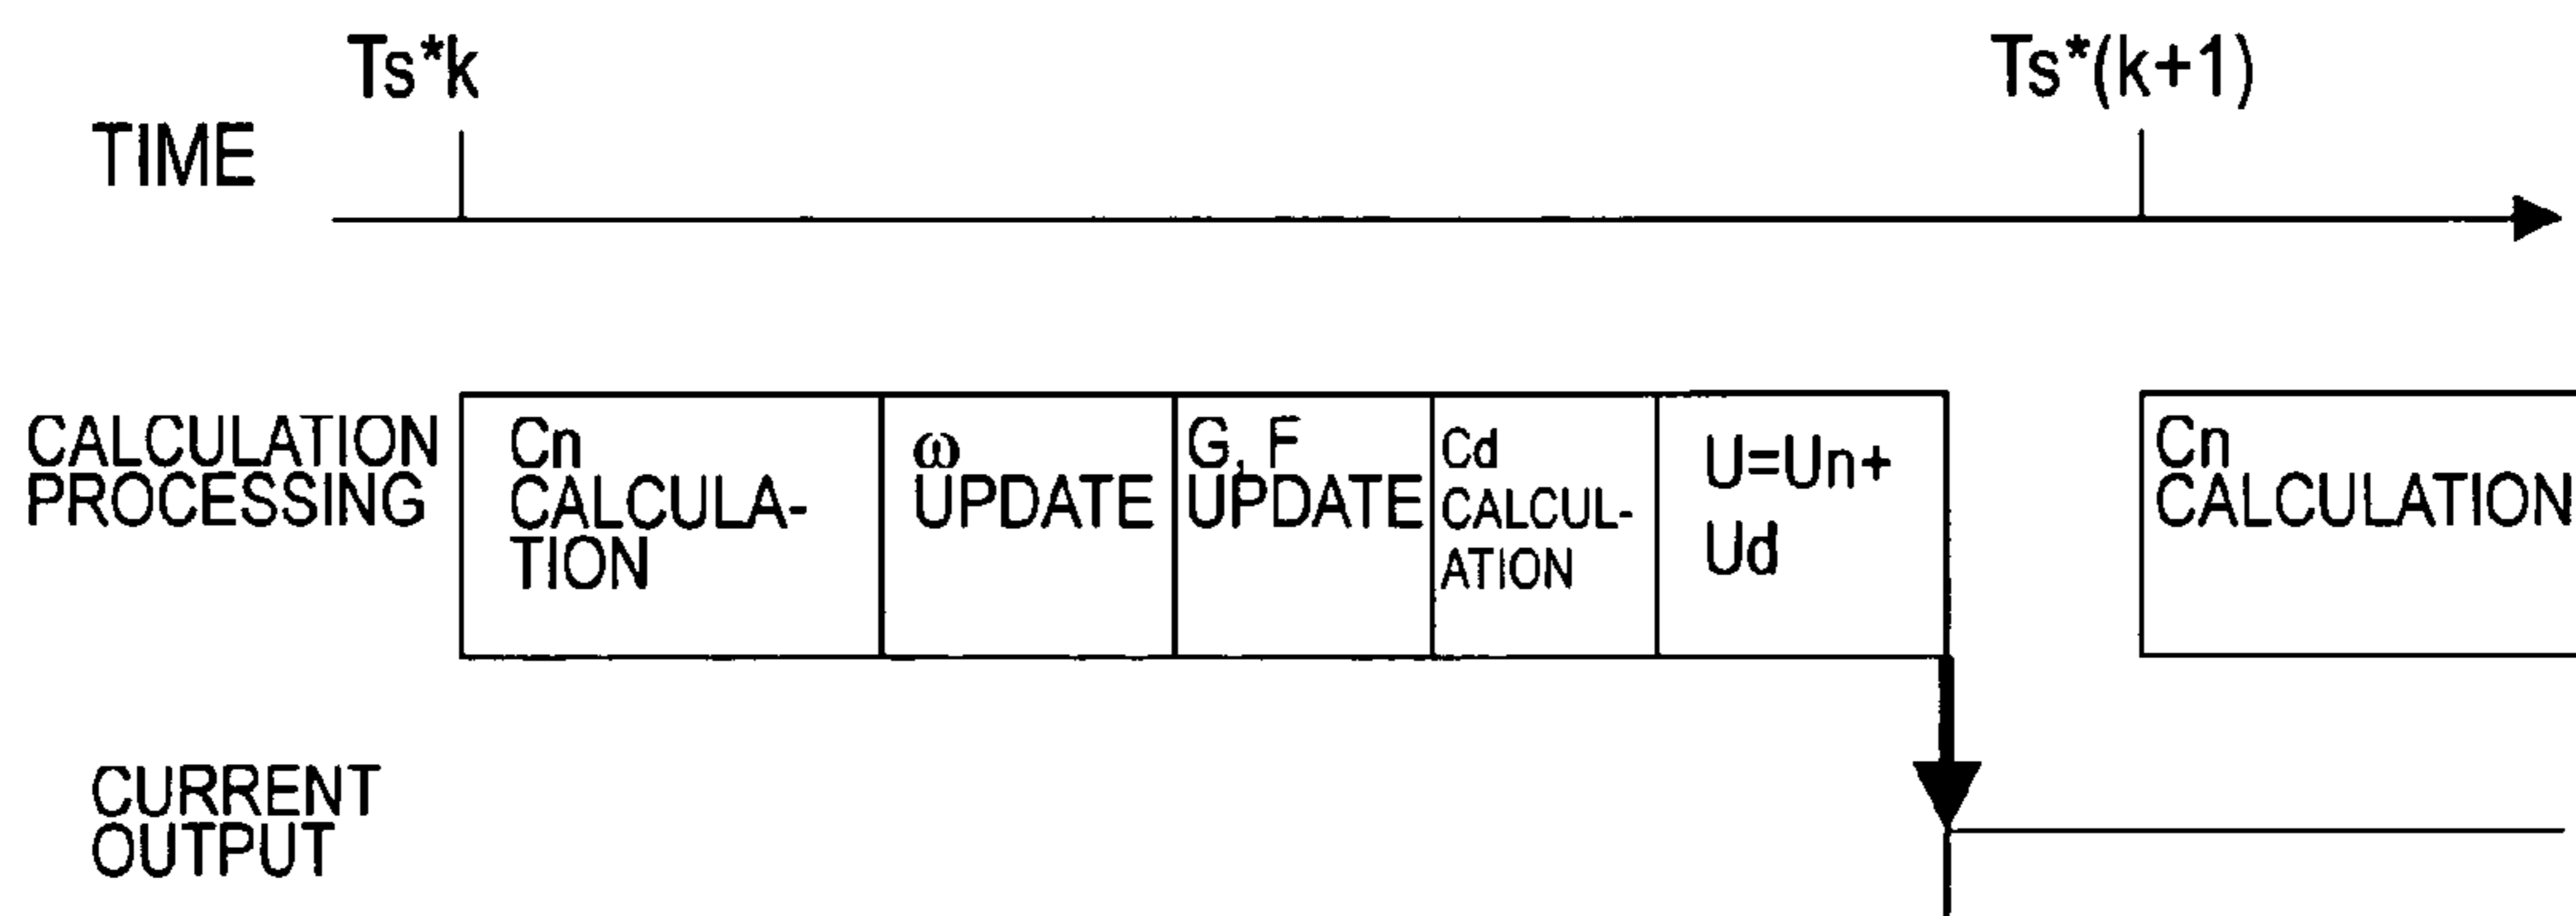 Ts*k
Ts*(k+1)
TIME
CALCULATION
PROCESSING
Cn
CALCULA-
TION
ω
UPDATE
G, F
UPDATE
Cd
CALCUL-
ATION
U=Un+
Ud
Cn
CALCULATION
CURRENT
OUTPUT